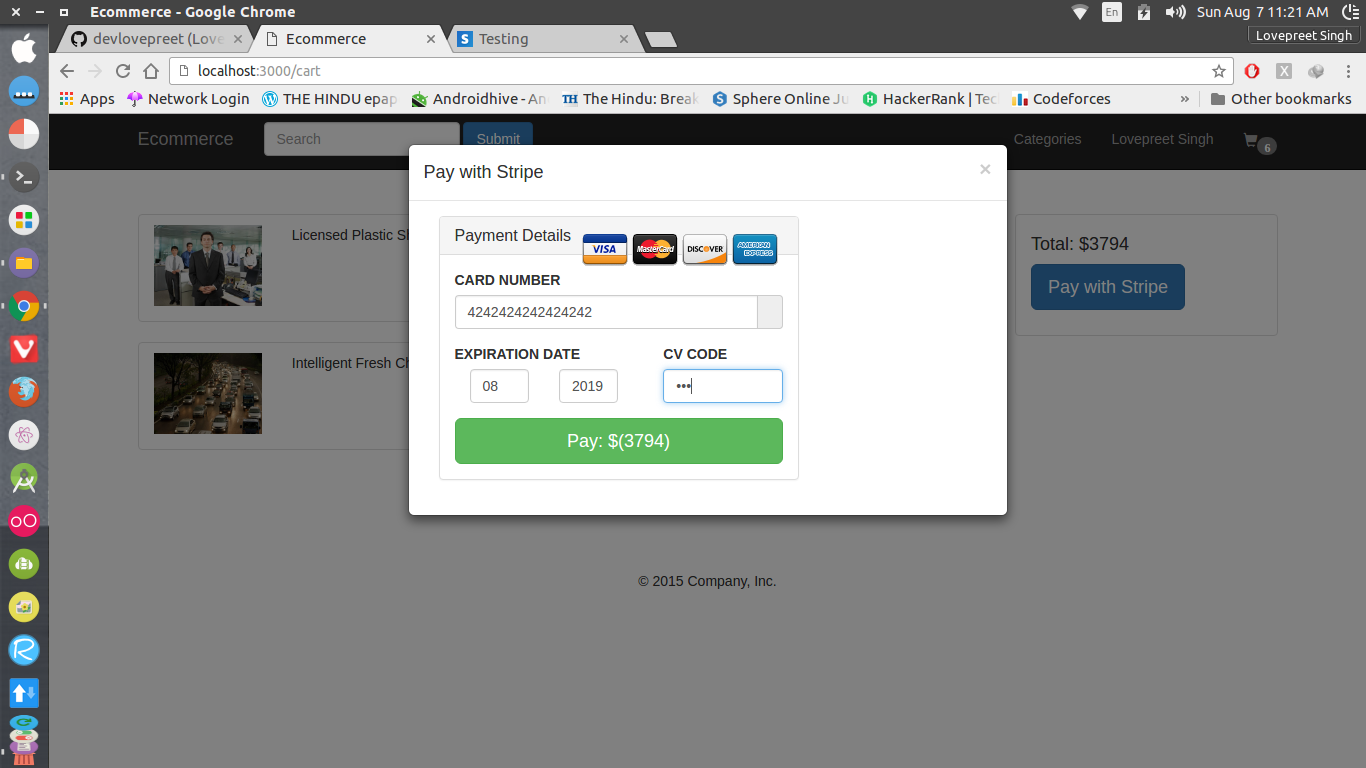 Ecommerce - Google Chrome
En
Sun Aug 7 11:21 AM
Lovepreet Singh
devlovepreet (Love
Ecommerce
Testing
localhost:3000/cart
Apps
Network Login
THE HINDU epap
Androidhive - An
The Hindu: Break
Sphere Online Ju
HackerRank | Tec
Codeforces
»
Other bookmarks
Ecommerce
Search
Submit
Categories
Lovepreet Singh
6
Pay with Stripe
×
Licensed Plastic Sh
Payment Details
VISA
MasterCard
DISCOVER
AMERICAN EXPRESS
Total: $3794
Pay with Stripe
CARD NUMBER
4242424242424242
EXPIRATION DATE
CV CODE
Intelligent Fresh Ch
08
2019
•••
Pay: $(3794)
© 2015 Company, Inc.